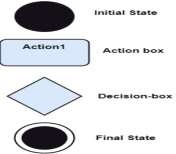 Initial State
Action1
Action box
Decision-box
Final State